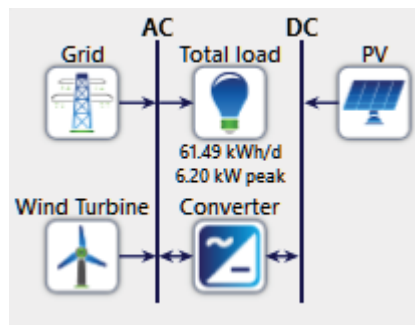 AC DC
Grid Total load PV
61.49 kWh/d
6.20 kW peak
Wind Turbine Converter